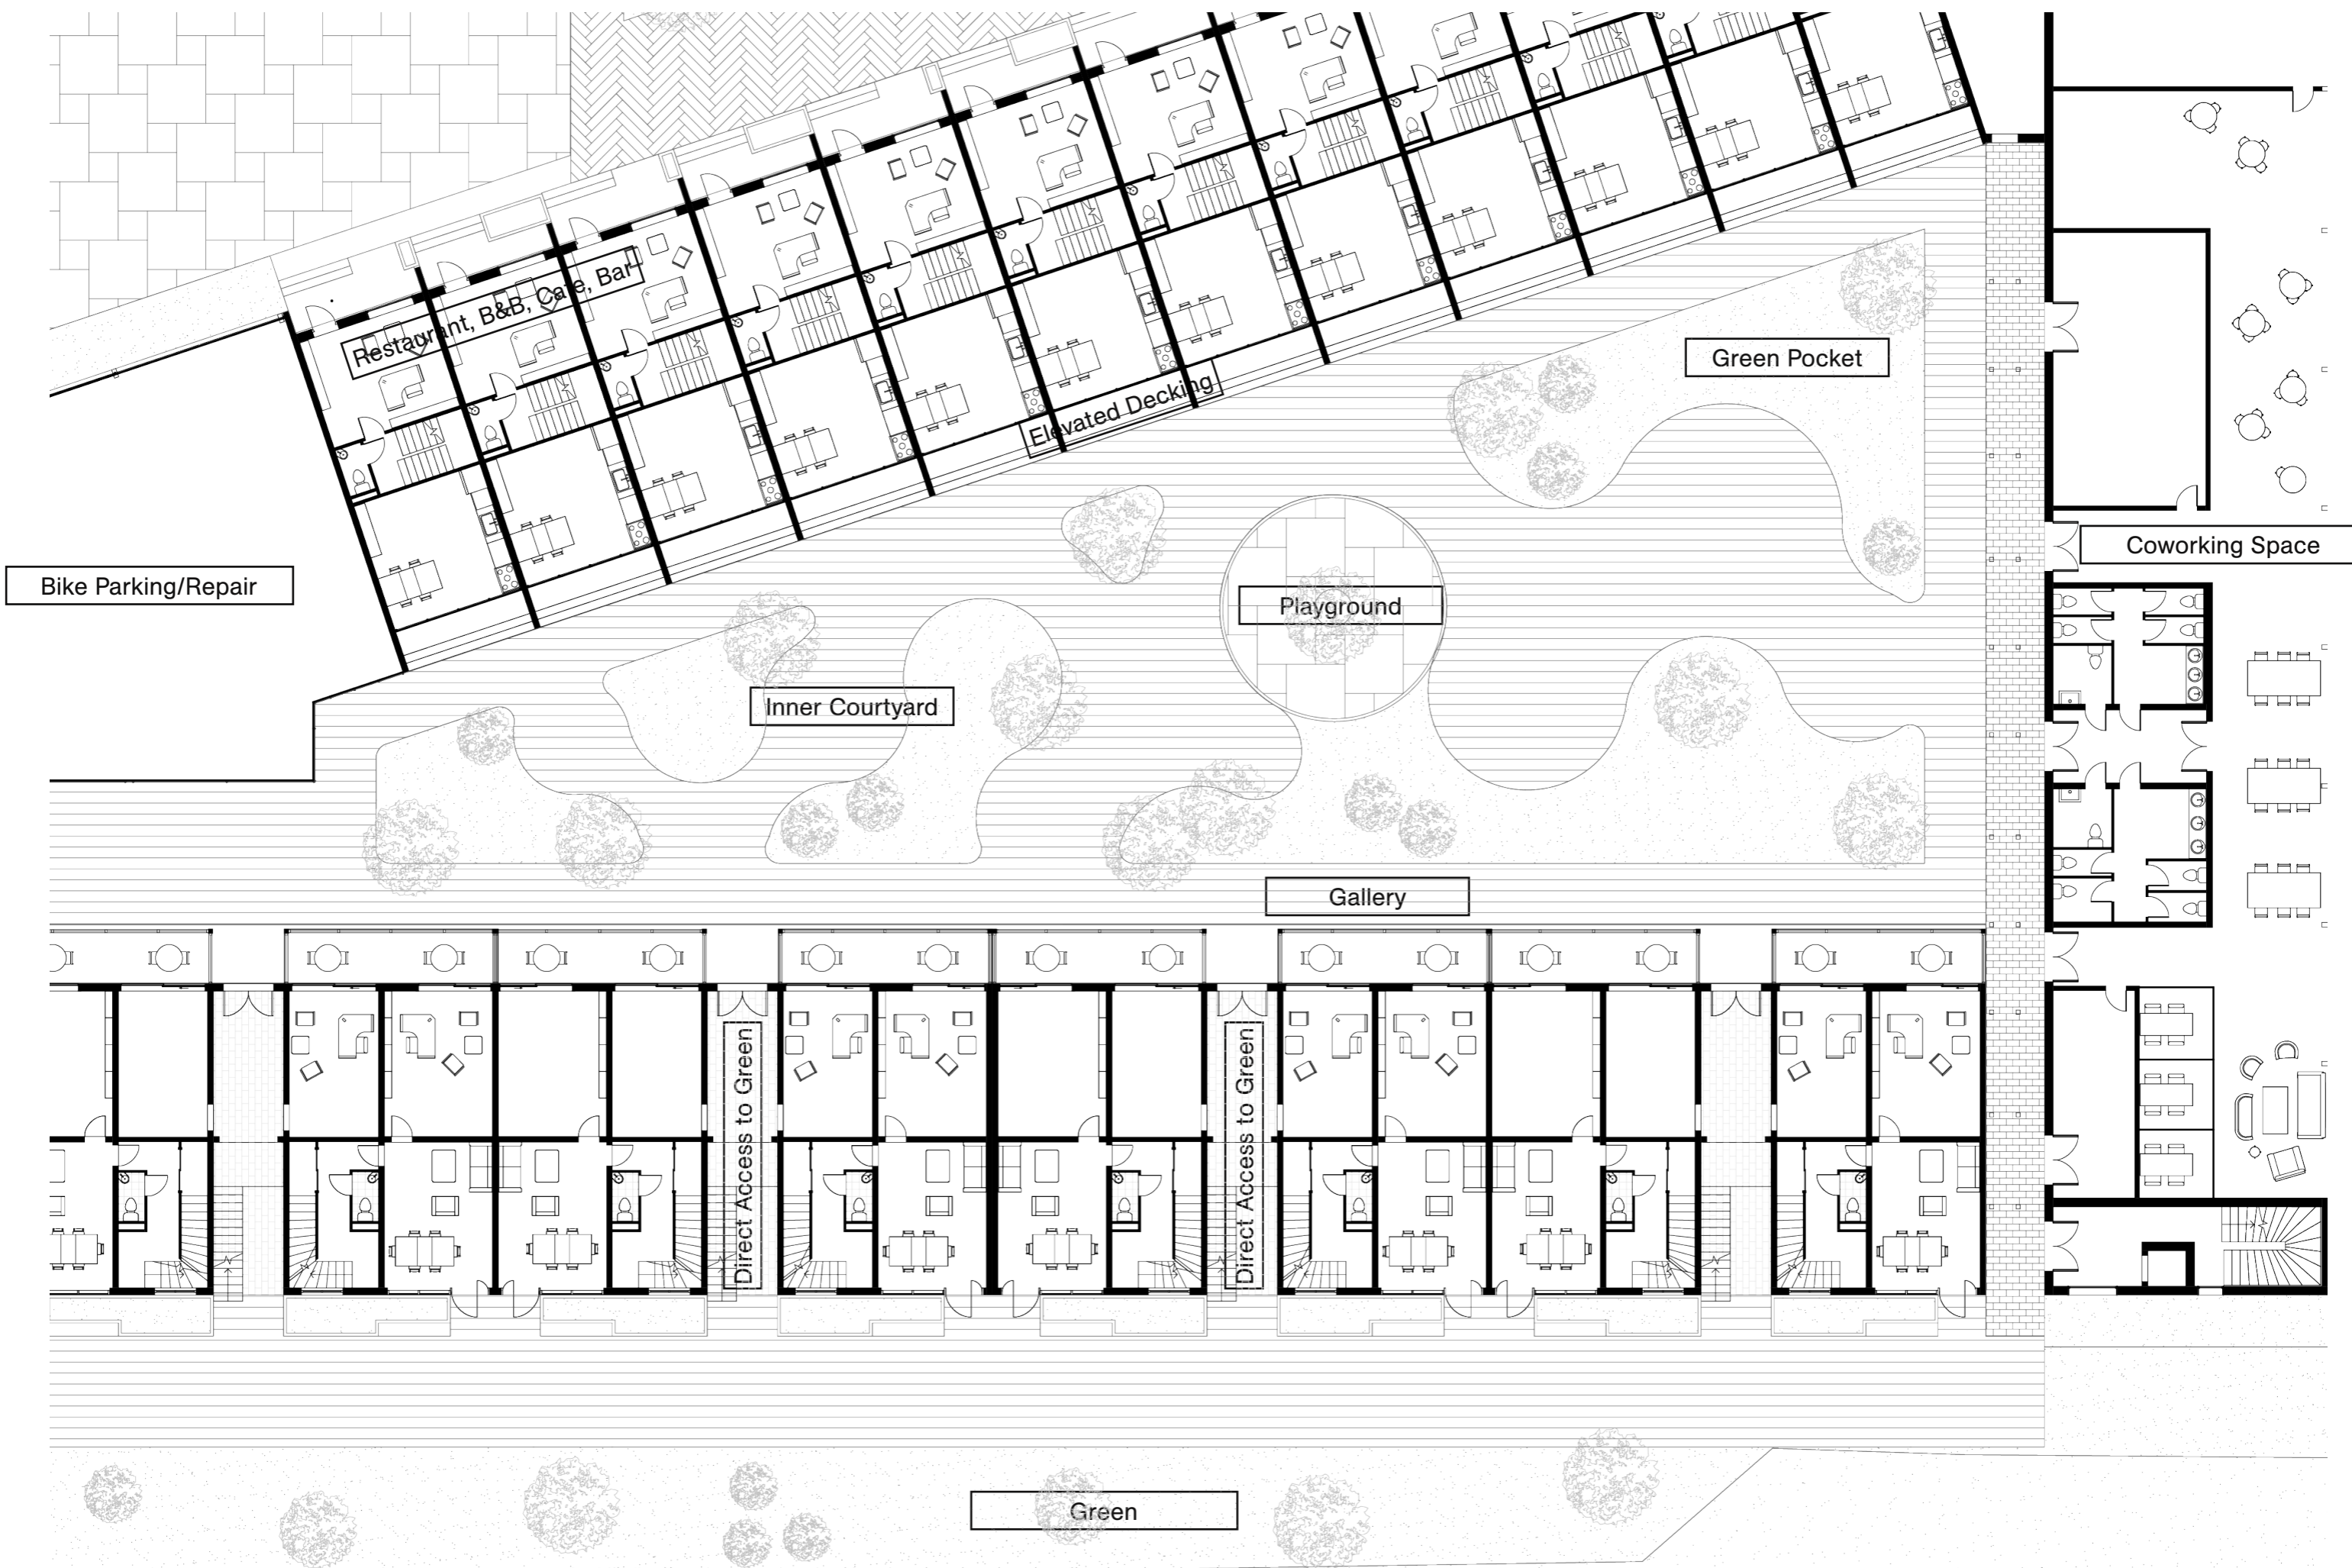 Restaurant, B&B, Cafe, Bar
Green Pocket
Elevated Decking
Coworking Space
Bike Parking/Repair
Playground
Inner Courtyard
Gallery
Direct Access to Green
Direct Access to Green
Green